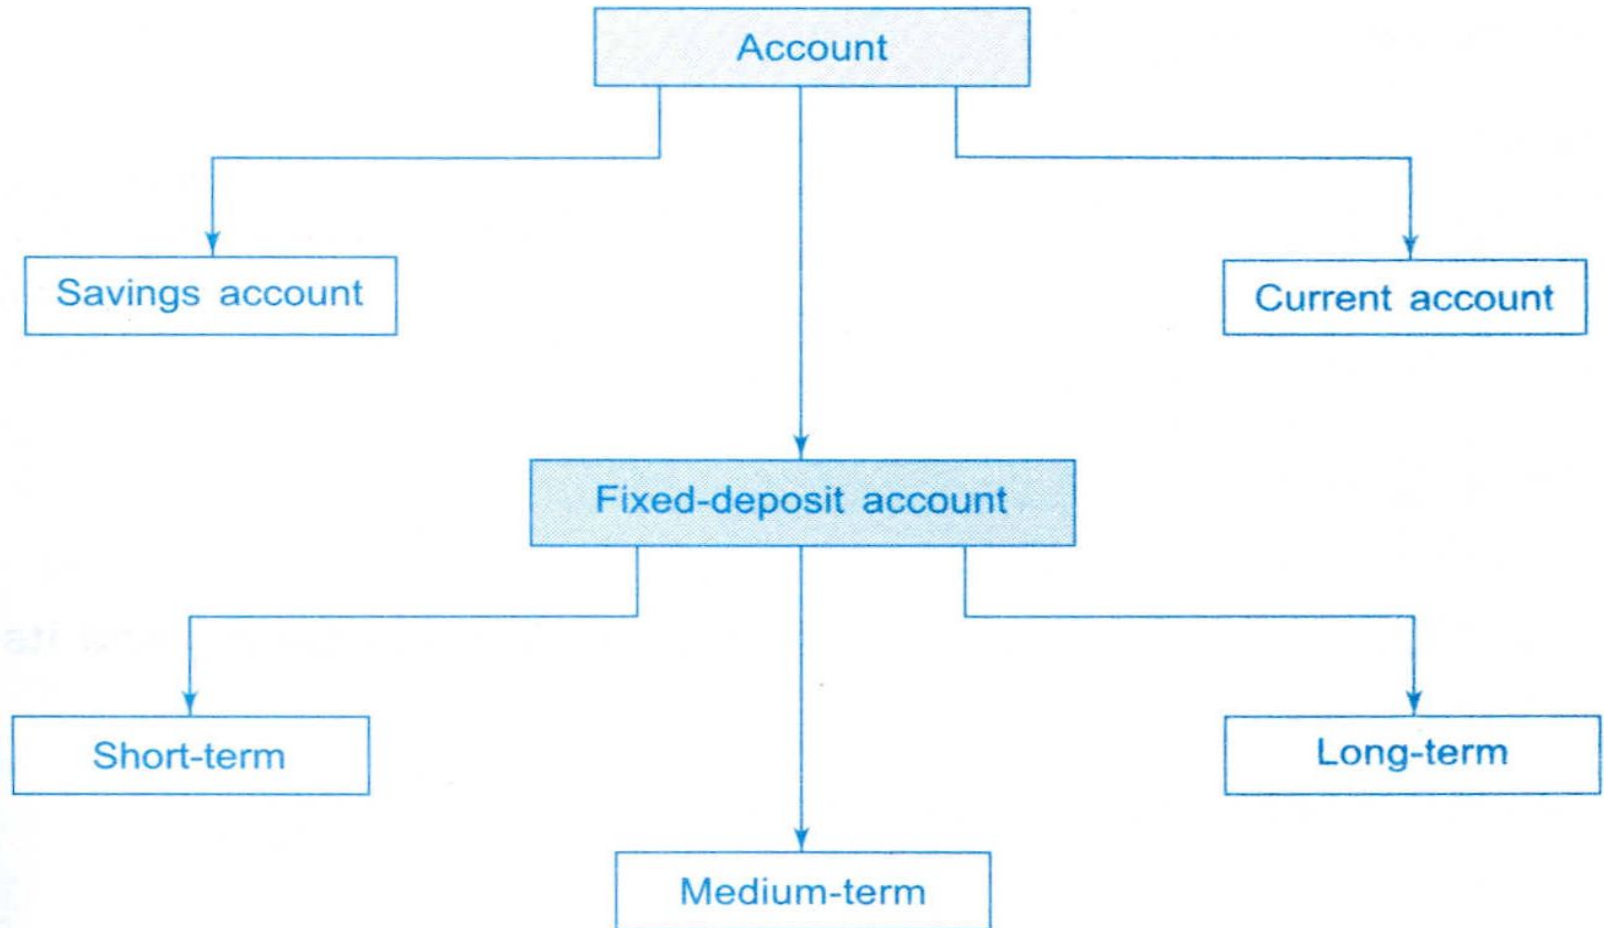 Account
Savings account
Current account
Fixed-deposit account
Short-term
Long-term
Medium-term